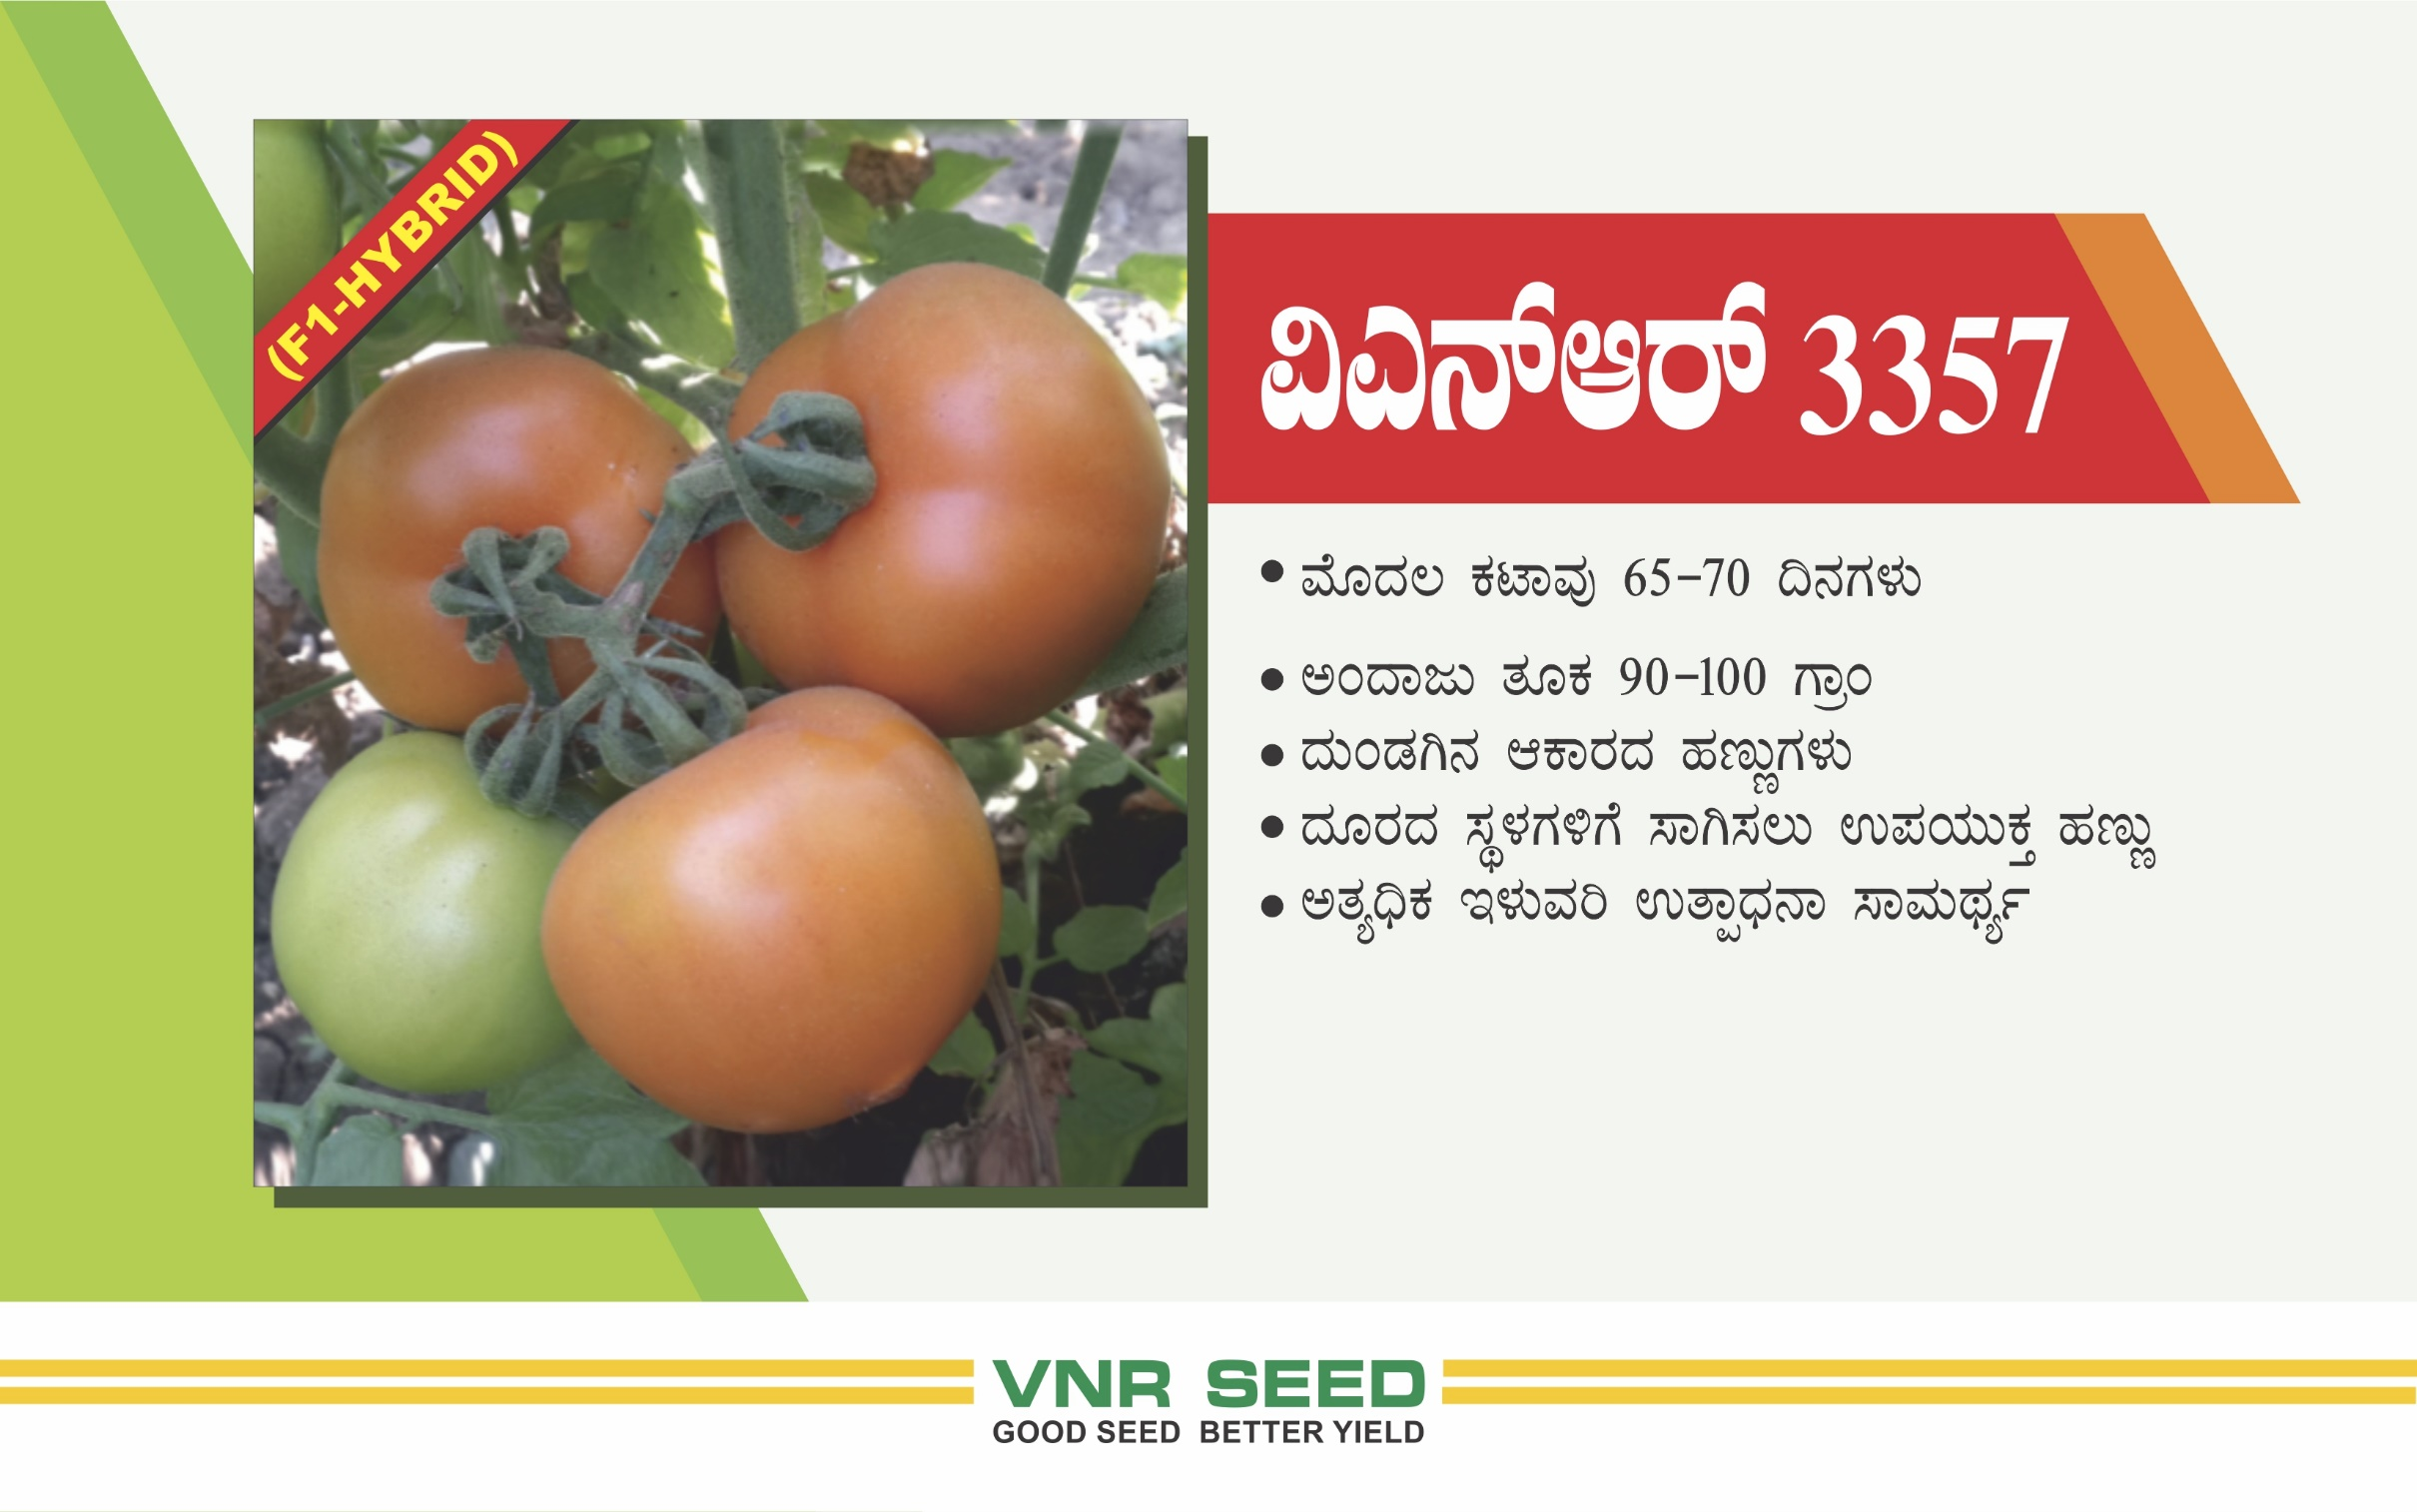 (F1-HYBRID)
ವಿಎನ್ಆರ್ 3357
• ಮೊದಲ ಕಟಾವು 65-70 ದಿನಗಳು
• ಅಂದಾಜು ತೂಕ 90-100 ಗ್ರಾಂ
• ದುಂಡಗಿನ ಆಕಾರದ ಹಣ್ಣುಗಳು
• ದೂರದ ಸ್ಥಳಗಳಿಗೆ ಸಾಗಿಸಲು ಉಪಯುಕ್ತ ಹಣ್ಣು
• ಅತ್ಯಧಿಕ ಇಳುವರಿ ಉತ್ಪಾಧನಾ ಸಾಮರ್ಥ್ಯ
VNR SEED
GOOD SEED BETTER YIELD